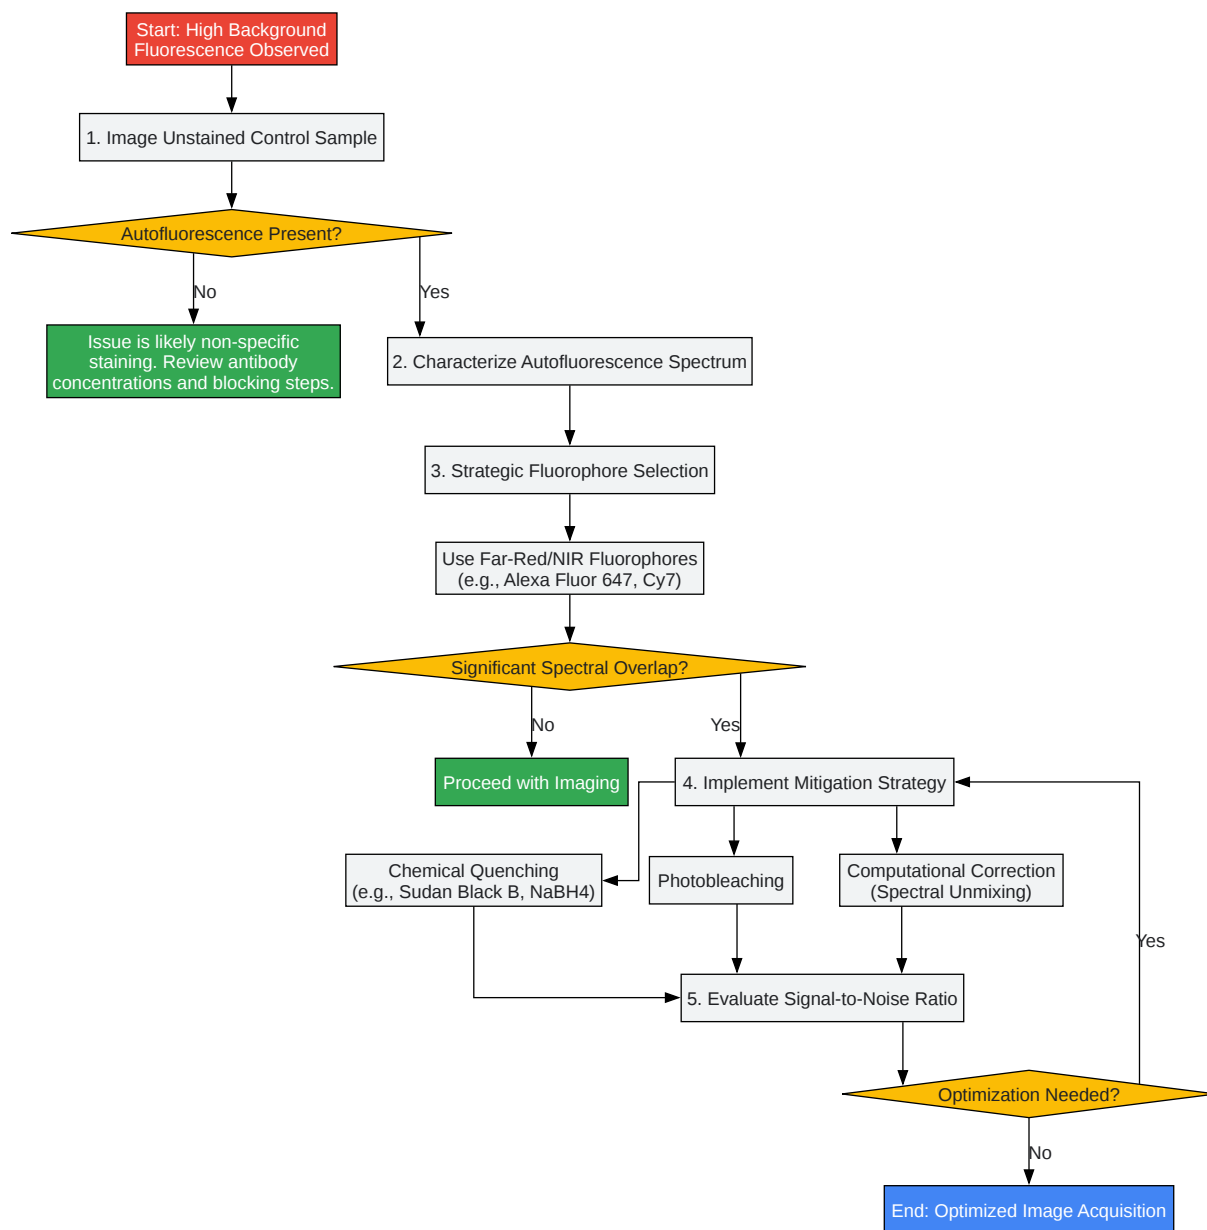 Start: High Background
Fluorescence Observed
1. Image Unstained Control Sample
Autofluorescence Present?
No
Yes
Issue is likely non-specific
staining. Review antibody
concentrations and blocking steps.
2. Characterize Autofluorescence Spectrum
3. Strategic Fluorophore Selection
Use Far-Red/NIR Fluorophores
(e.g., Alexa Fluor 647, Cy7)
Significant Spectral Overlap?
No
Yes
Proceed with Imaging
4. Implement Mitigation Strategy
Chemical Quenching
(e.g., Sudan Black B, NaBH4)
Photobleaching
Computational Correction
(Spectral Unmixing)
Yes
5. Evaluate Signal-to-Noise Ratio
Optimization Needed?
No
End: Optimized Image Acquisition